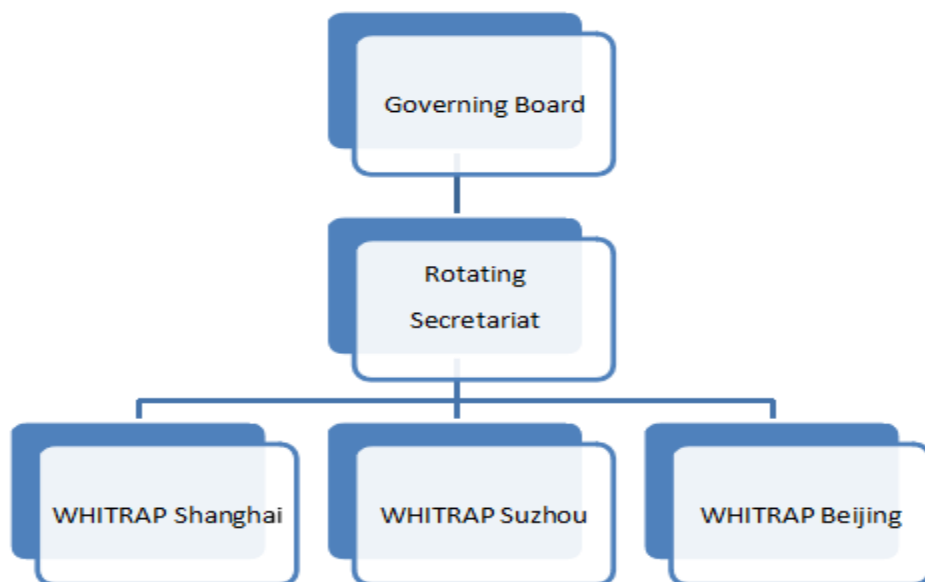 Governing Board
Rotating
Secretariat
WHITRAP Shanghai
WHITRAP Suzhou
WHITRAP Beijing